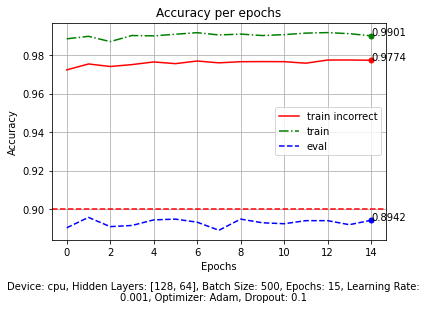 Accuracy per epochs
0.9901
0.9774
0.8942
0.98
0.96
0.94
0.92
0.90
Accuracy
train incorrect
train
eval
0 2 4 6 8 10 12 14
Epochs
Device: cpu, Hidden Layers: [128, 64], Batch Size: 500, Epochs: 15, Learning Rate:
0.001, Optimizer: Adam, Dropout: 0.1